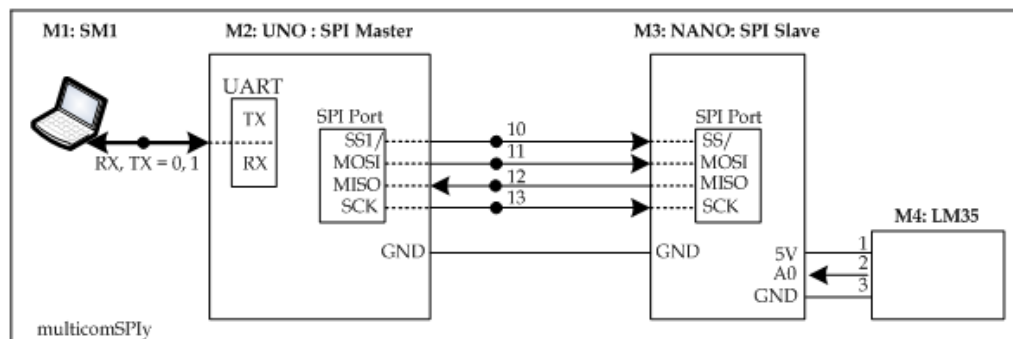 M1: SM1
M2: UNO : SPI Master
M3: NANO: SPI Slave
UART
TX
RX
RX, TX = 0, 1
SPI Port
SS1/
MOSI
MISO
SCK
GND
10
11
12
13
SPI Port
SS/
MOSI
MISO
SCK
GND
5V
A0
GND
M4: LM35
1
2
3
multicomSPIy